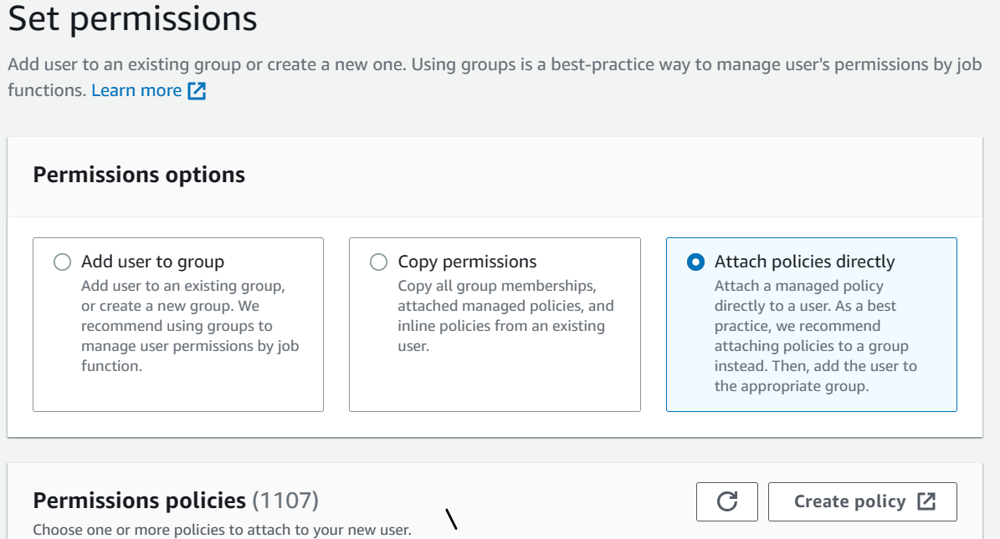 Set permissions
Add user to an existing group or create a new one. Using groups is a best-practice way to manage user's permissions by job
functions. Learn more
Permissions options
Add user to group
Add user to an existing group,
or create a new group. We
recommend using groups to
manage user permissions by job
function.
Copy permissions
Copy all group memberships,
attached managed policies, and
inline policies from an existing
user.
Attach policies directly
Attach a managed policy
directly to a user. As a best
practice, we recommend
attaching policies to a group
instead. Then, add the user to
the appropriate group.
Permissions policies (1107)
Choose one or more policies to attach to your new user.
Create policy